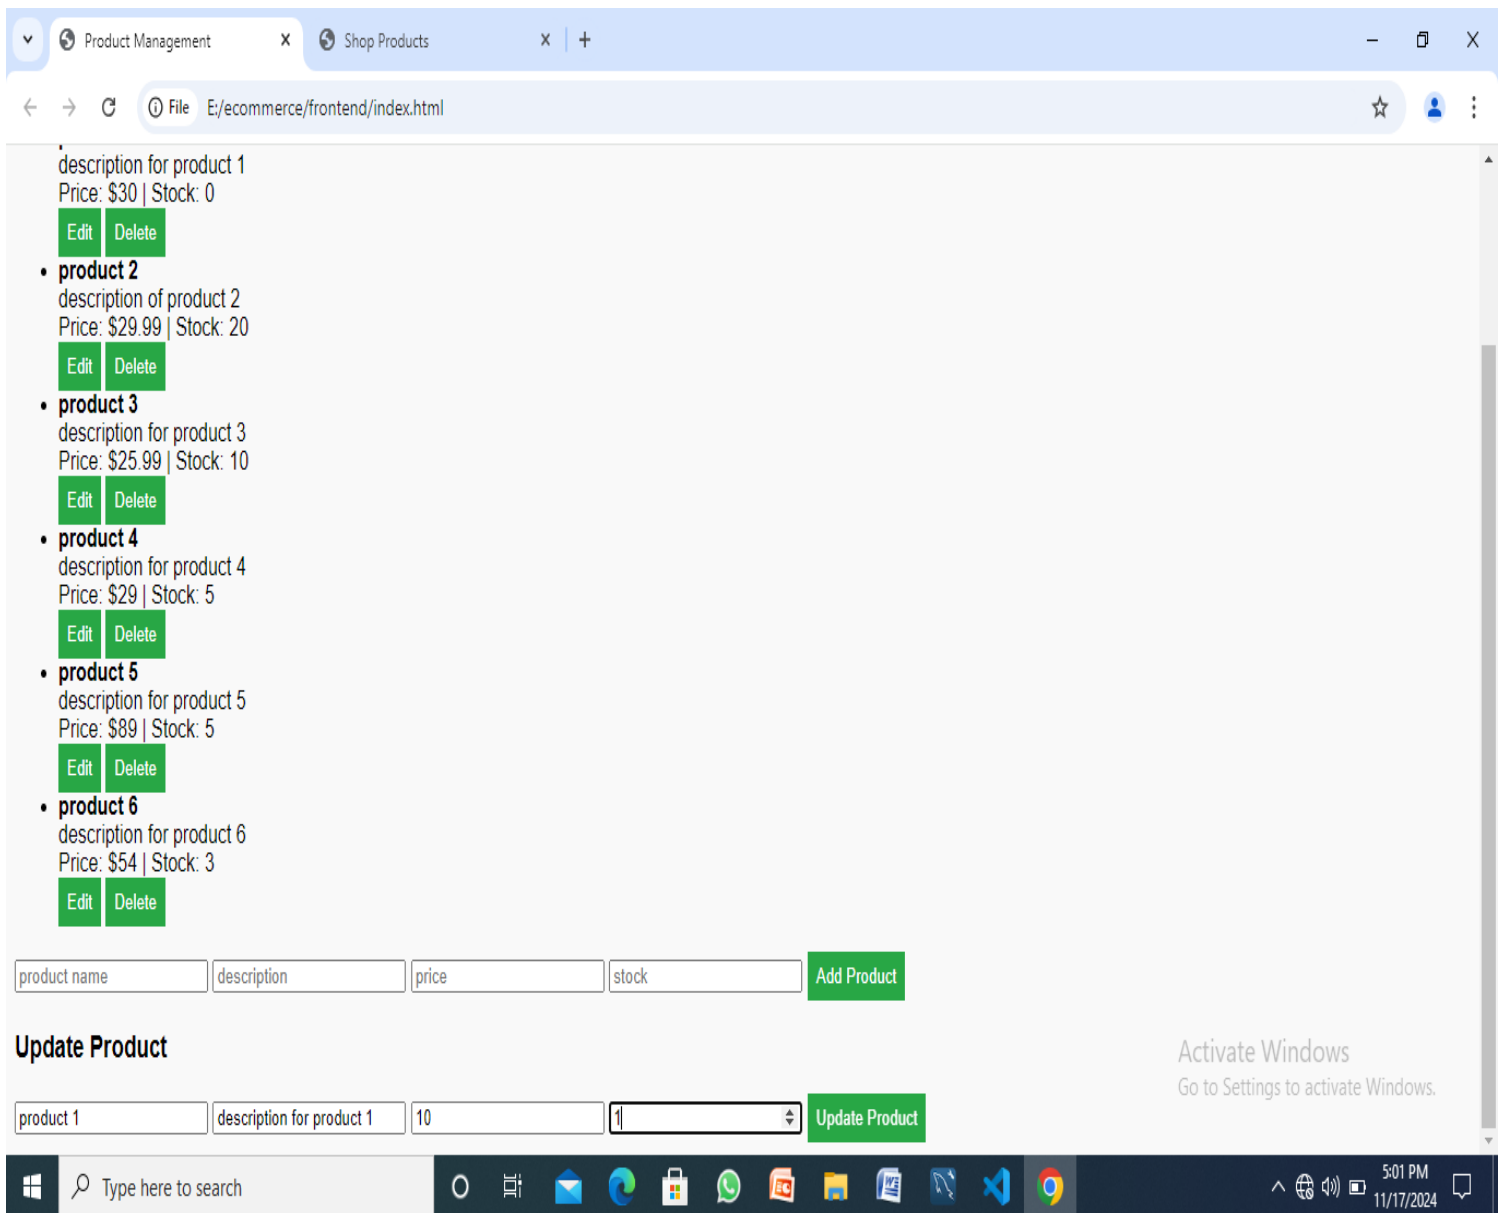 Product Management
Shop Products
File E:/ecommerce/frontend/index.html
description for product 1
Price: $30 | Stock: 0
Edit Delete
product 2
description of product 2
Price: $29.99 | Stock: 20
Edit Delete
product 3
description for product 3
Price: $25.99 | Stock: 10
Edit Delete
product 4
description for product 4
Price: $29 | Stock: 5
Edit Delete
product 5
description for product 5
Price: $89 | Stock: 5
Edit Delete
product 6
description for product 6
Price: $54 | Stock: 3
Edit Delete
product name description price stock Add Product
Update Product
product 1 description for product 1 10 1 Update Product
Activate Windows
Go to Settings to activate Windows.
Type here to search
5:01 PM
11/17/2024